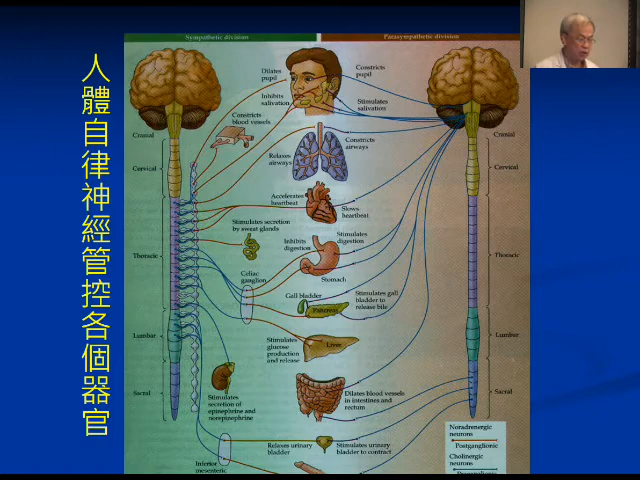 人體自律神經管控各個器官
Sympathetic division
Parasympathetic division
Dilates
pupil
Constricts
pupil
Inhibits
salivation
Stimulates
salivation
Constricts
blood vessels
Cranial
Cranial
Relaxes
airways
Constricts
airways
Cervical
Cervical
Accelerates
heartbeat
Slows
heartbeat
Stimulates secretion
by sweat glands
Inhibits
digestion
Stimulates
digestion
Thoracic
Thoracic
Stomach
Celiac
ganglion
Gall bladder
Stimulates gall
bladder to
release bile
Pancreas
Lumbar
Lumbar
Stimulates
glucose
production
and release
Liver
Sacral
Sacral
Stimulates
secretion of
epinephrine and
norepinephrine
Dilates blood vessels
in intestines and
rectum
Relaxes urinary
bladder
Stimulates urinary
bladder to contract
Inferior
mesenteric
Noradrenergic
neurons
Postganglionic
Cholinergic
neurons